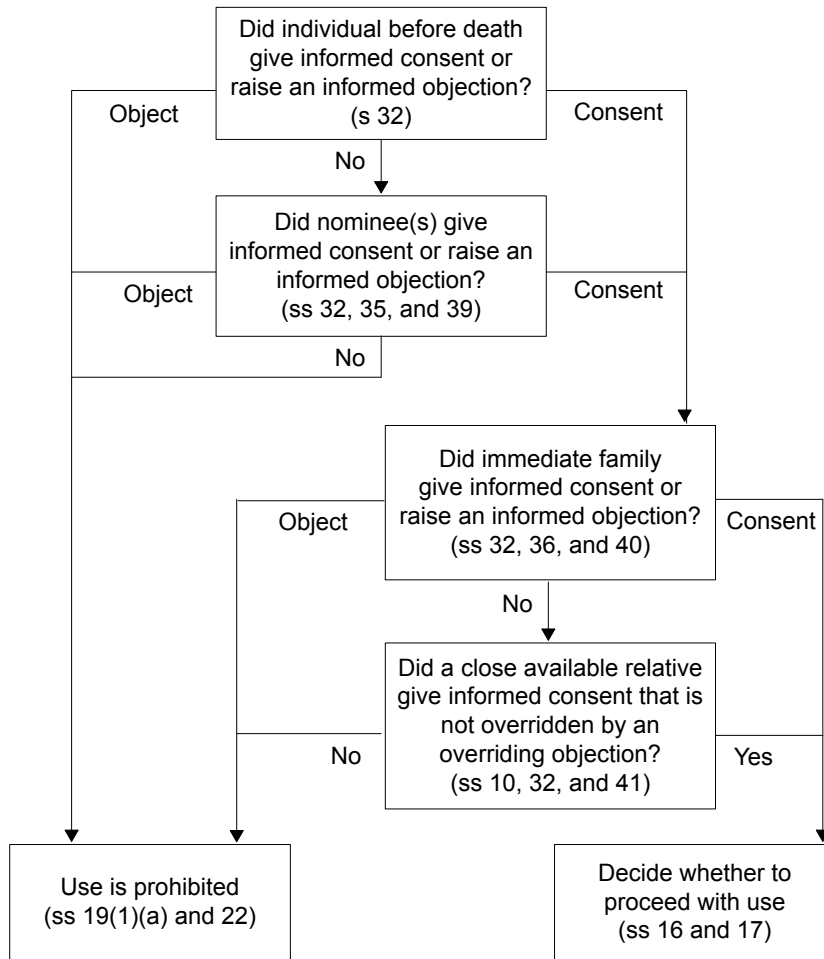 Did individual before death
give informed consent or
raise an informed objection?
(s 32)
Object
Consent
No
Did nominee(s) give
informed consent or raise an
informed objection?
(ss 32, 35, and 39)
Object
Consent
No
Did immediate family
give informed consent or
raise an informed objection?
(ss 32, 36, and 40)
Object
Consent
No
Did a close available relative
give informed consent that is
not overridden by an
overriding objection?
(ss 10, 32, and 41)
No
Yes
Use is prohibited
(ss 19(1)(a) and 22)
Decide whether to
proceed with use
(ss 16 and 17)